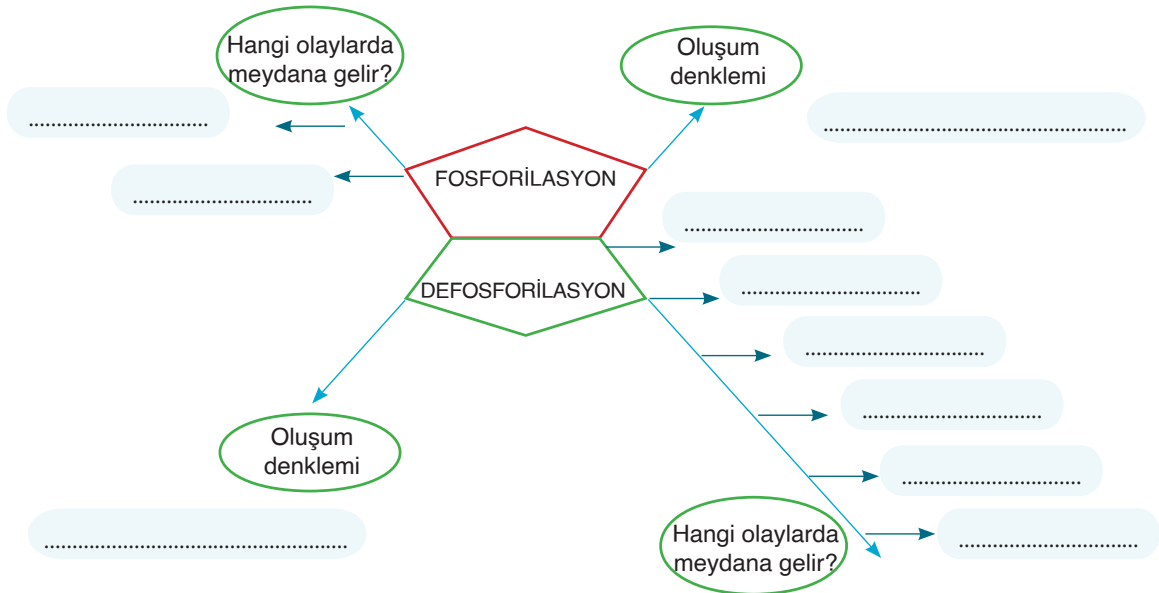 Hangi olaylarda
meydana gelir?
Oluşum
denklemi
...............................
.....................................................
...............................
FOSFORİLASYON
...............................
DEFOSFORİLASYON
...............................
...............................
...............................
Oluşum
denklemi
...............................
.....................................................
Hangi olaylarda
meydana gelir?
...............................